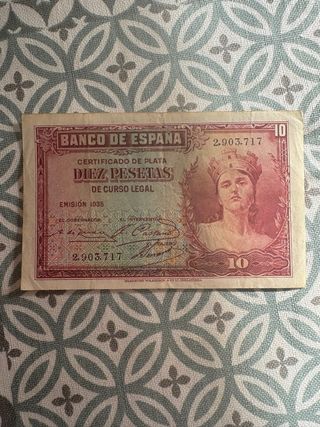 BANCO DE ESPAÑA
10
2.903.717
CERTIFICADO DE PLATA
DIEZ PESETAS
DE CURSO LEGAL
EMISIÓN 1935
EL GOBERNADOR
EL INTERVENTOR
2.903.717
10